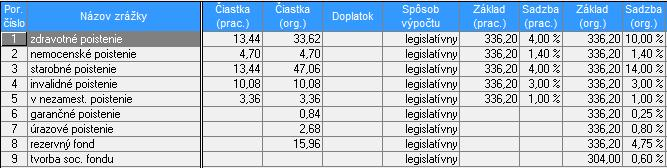 Por. číslo Názov zrážky Čiastka (prac.) Čiastka (org.) Doplatok Spôsob výpočtu Základ (prac.) Sadzba (prac.) Základ (org.) Sadzba (org.)
1 zdravotné poistenie 13,44 33,62 legislatívny 336,20 4,00 % 336,20 10,00 %
2 nemocenské poistenie 4,70 4,70 legislatívny 336,20 1,40 % 336,20 1,40 %
3 starobné poistenie 13,44 47,06 legislatívny 336,20 4,00 % 336,20 14,00 %
4 invalidné poistenie 10,08 10,08 legislatívny 336,20 3,00 % 336,20 3,00 %
5 v nezamest. poistenie 3,36 3,36 legislatívny 336,20 1,00 % 336,20 1,00 %
6 garančné poistenie 0,84 legislatívny 336,20 0,25 %
7 úrazové poistenie 2,68 legislatívny 336,20 0,80 %
8 rezervný fond 15,96 legislatívny 336,20 4,75 %
9 tvorba soc. fondu legislatívny 304,00 0,60 %